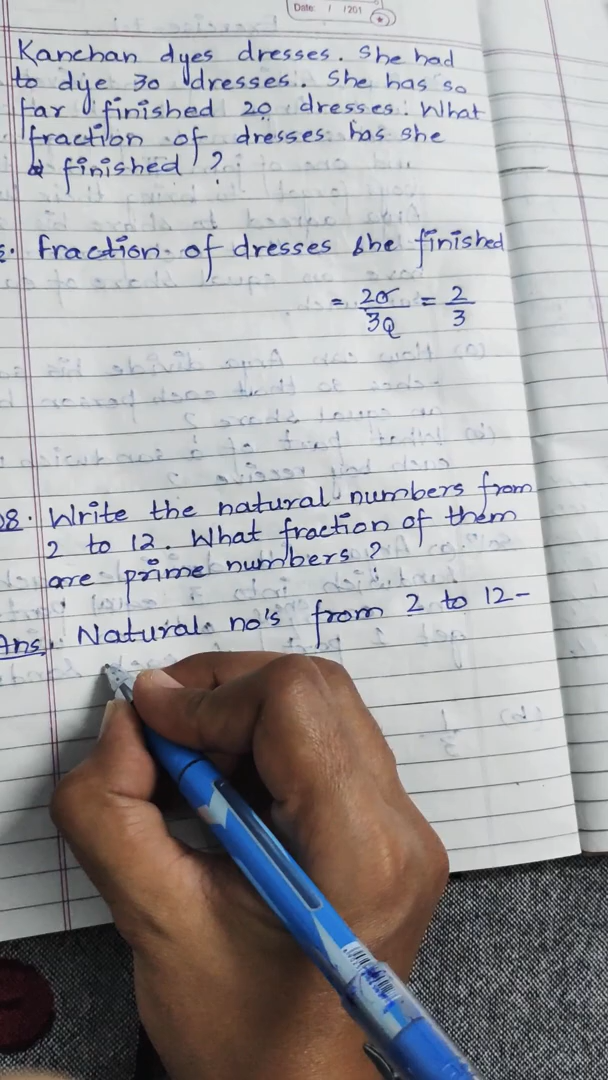 Date: / /201
Kanchan dyes dresses. She had
to dye 30 dresses. She has so
far finished 20 dresses. What
fraction of dresses has she
finished ?
s. fraction of dresses she finished
= 20/30 = 2/3
Q8. Write the natural numbers from
2 to 12. What fraction of them
are prime numbers ?
Ans. Natural no's from 2 to 12-